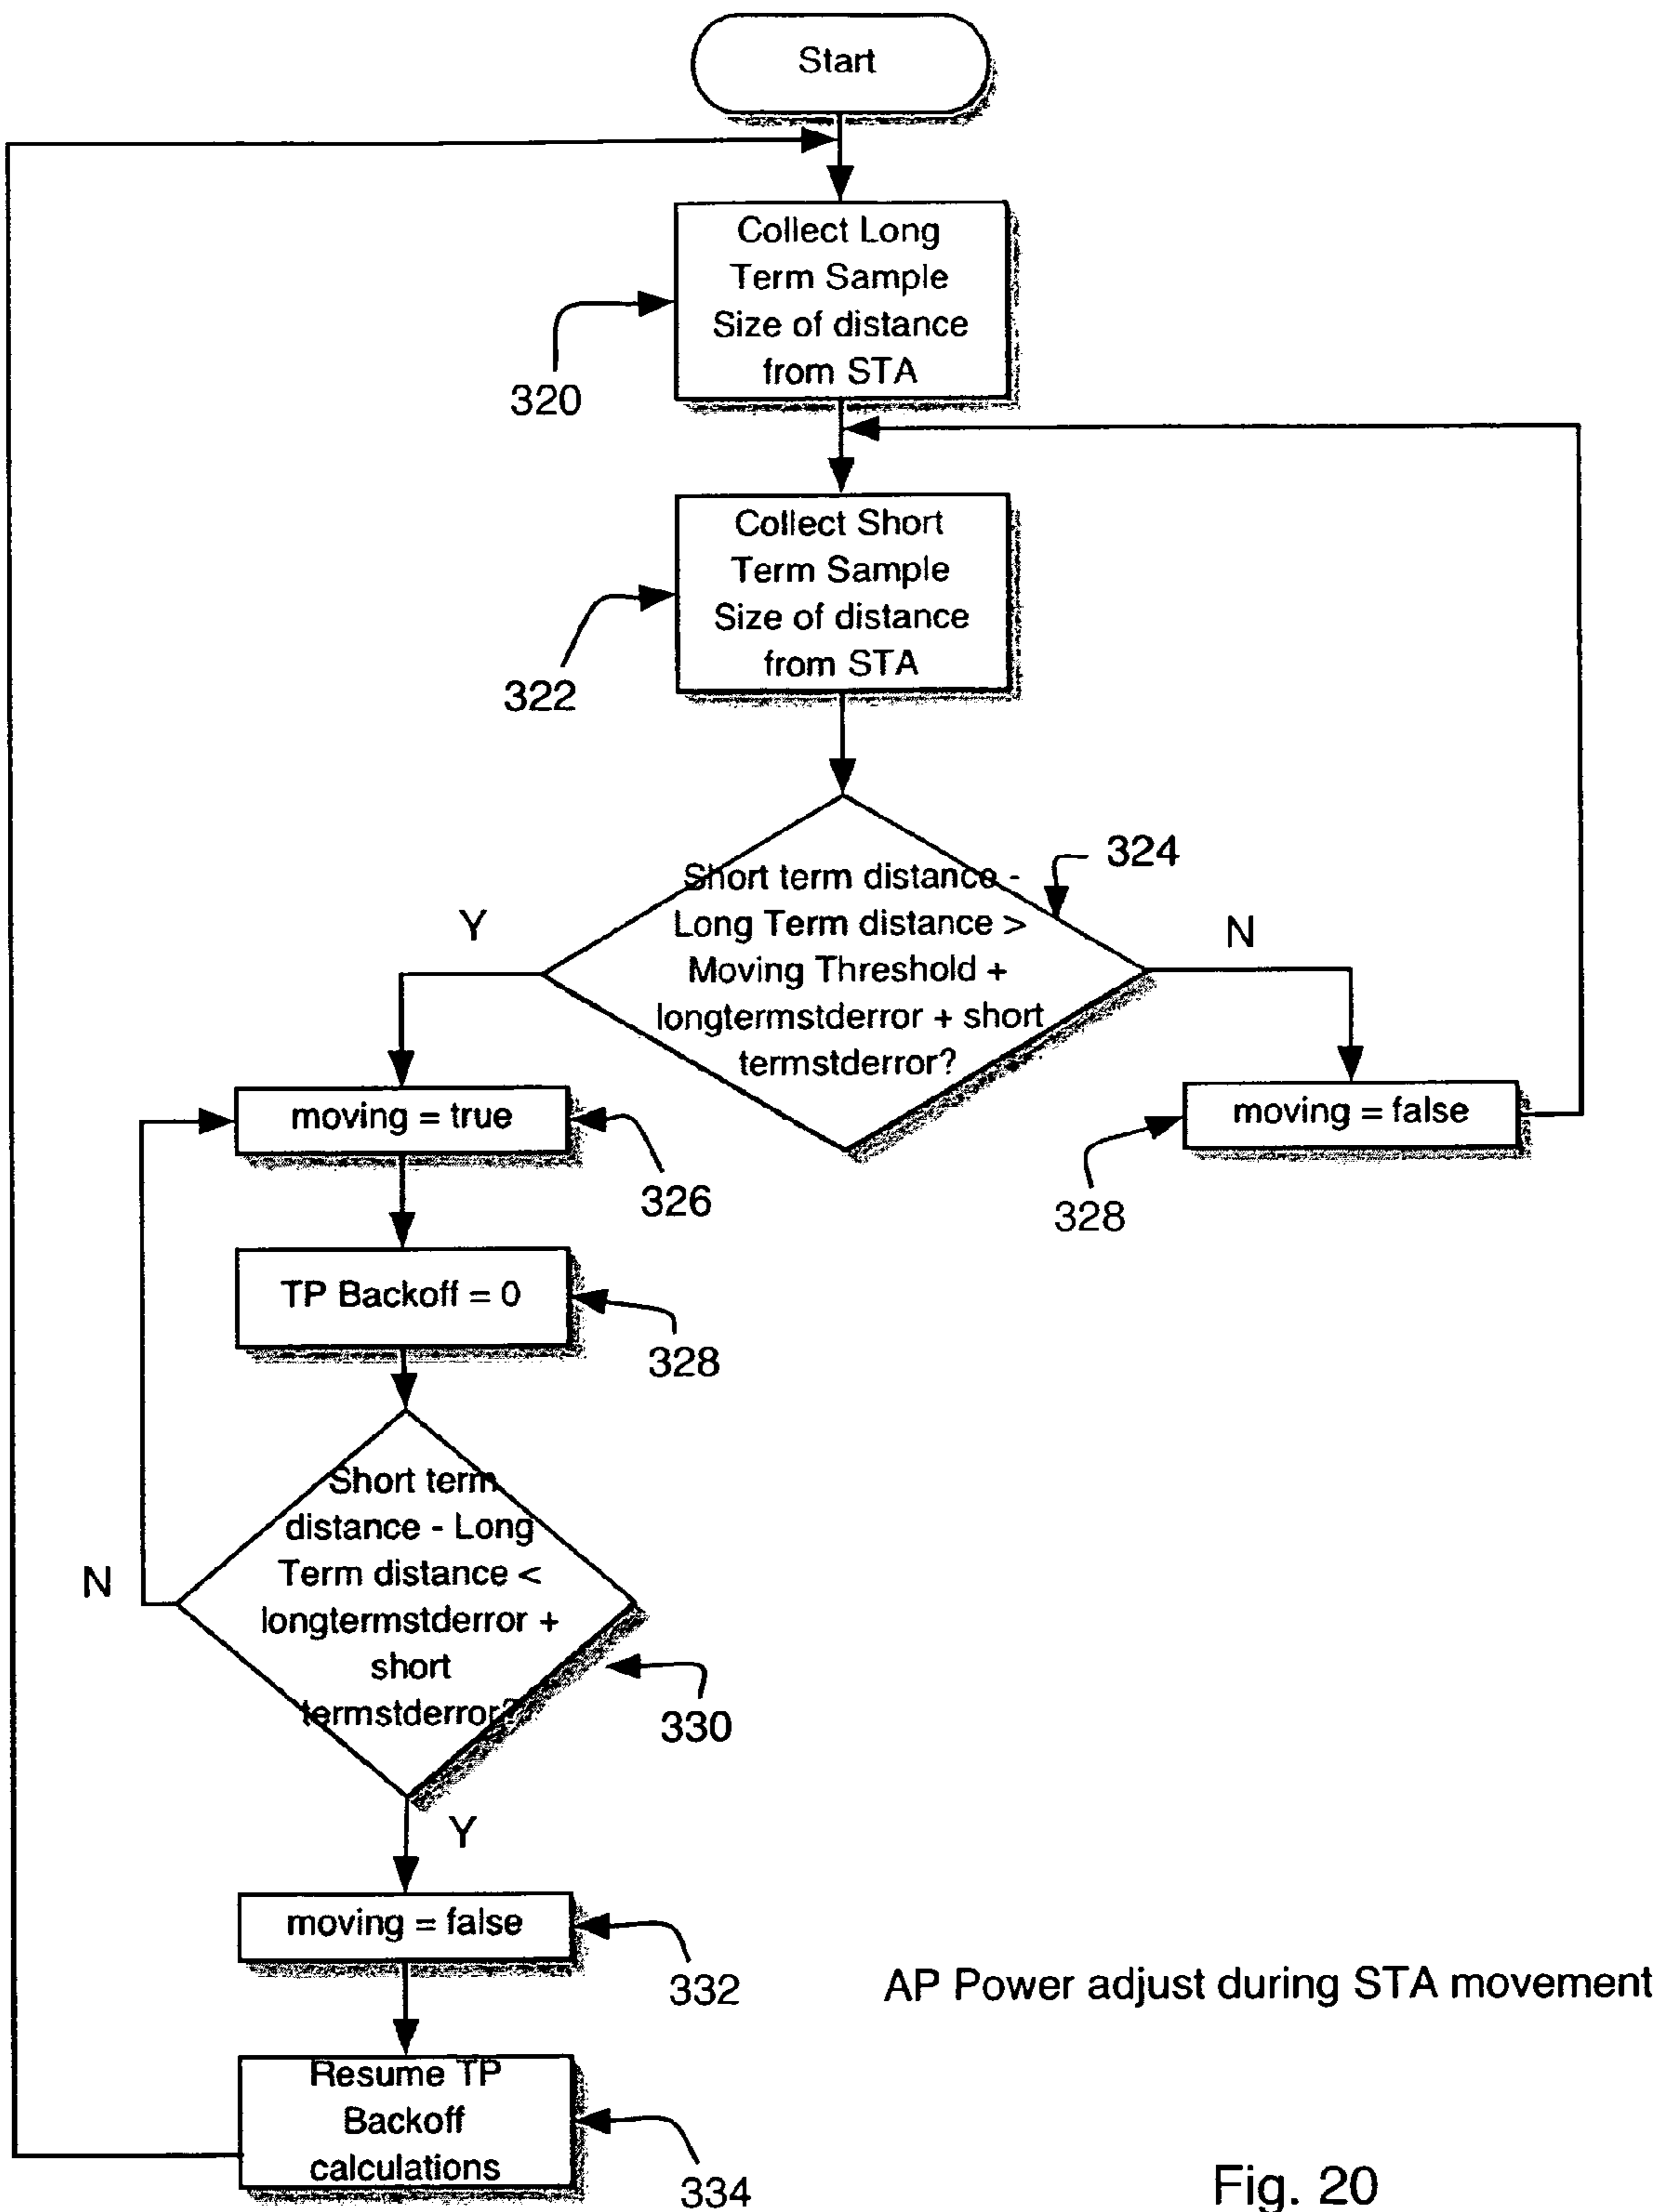 Start
Collect Long
Term Sample
Size of distance
from STA
320
Collect Short
Term Sample
Size of distance
from STA
322
Short term distance -
Long Term distance >
Moving Threshold +
longtermstderror + short
termstderror?
324
Y
N
moving = true
326
moving = false
328
TP Backoff = 0
328
Short term
distance - Long
Term distance <
longtermstderror +
short
termstderror?
330
N
Y
moving = false
332
AP Power adjust during STA movement
Resume TP
Backoff
calculations
334
Fig. 20